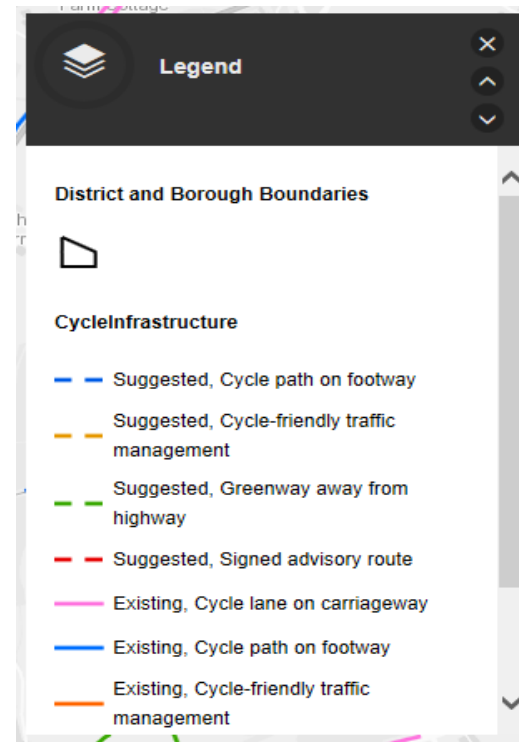 Legend
District and Borough Boundaries
CycleInfrastructure
Suggested, Cycle path on footway
Suggested, Cycle-friendly traffic
management
Suggested, Greenway away from
highway
Suggested, Signed advisory route
Existing, Cycle lane on carriageway
Existing, Cycle path on footway
Existing, Cycle-friendly traffic
management